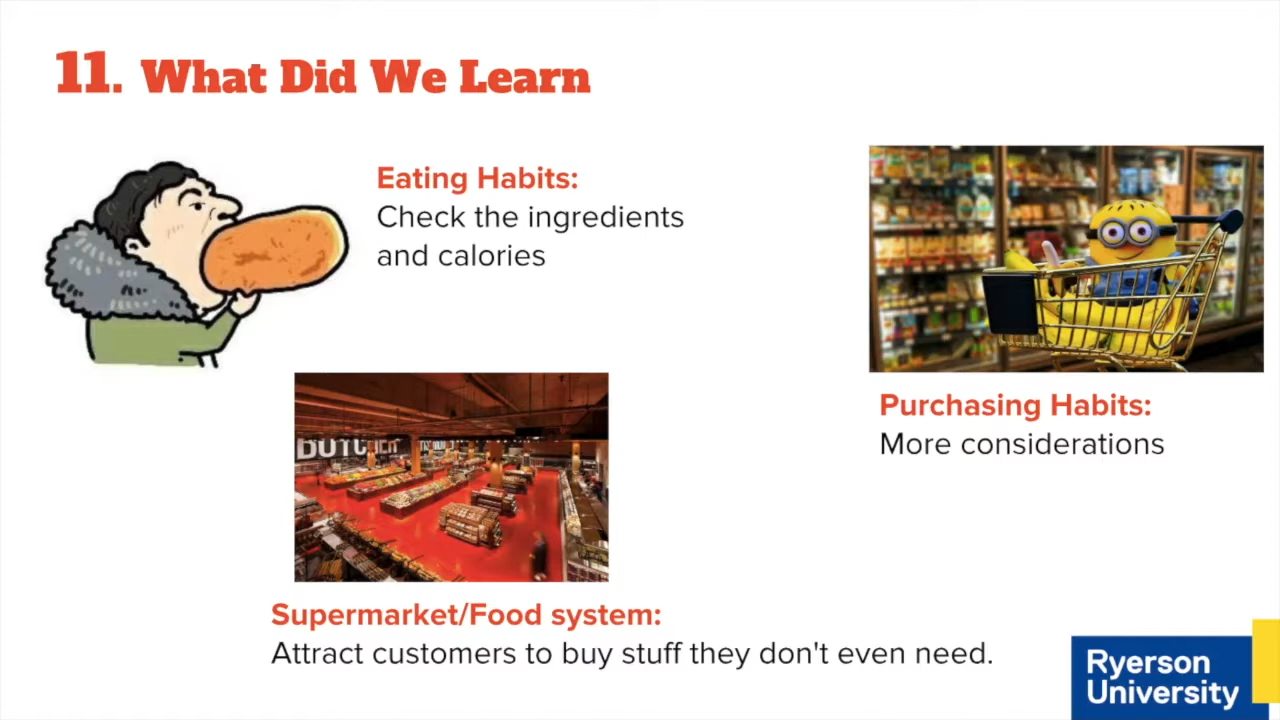 11. What Did We Learn
Eating Habits:
Check the ingredients
and calories
Purchasing Habits:
More considerations
BUTCHER
Supermarket/Food system:
Attract customers to buy stuff they don't even need.
Ryerson
University